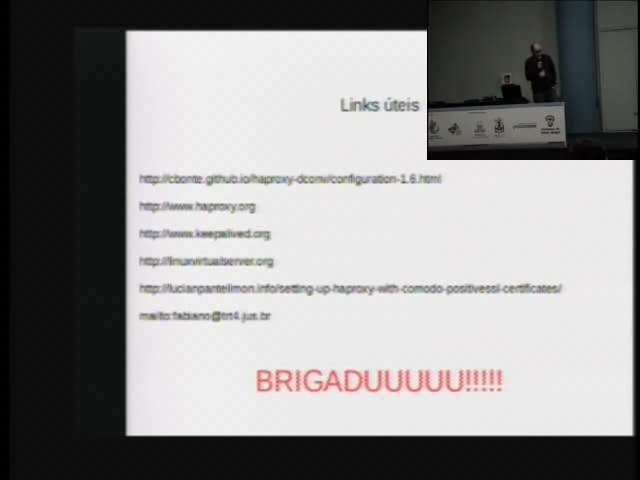 Links úteis
http://cbonte.github.io/haproxy-dconv/configuration-1.6.html
http://www.haproxy.org
http://www.keepalived.org
http://linuxvirtualserver.org
http://lucianpantelimon.info/setting-up-haproxy-with-comodo-positivessl-certificates/
mailto:fabiano@trt4.jus.br
BRIGADUUUUU!!!!!